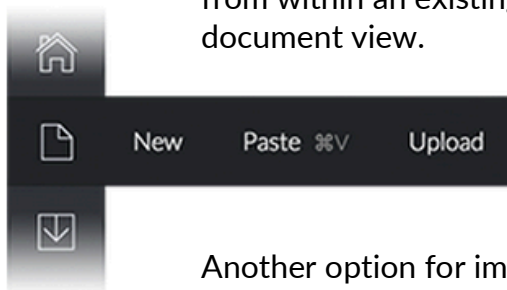 from within an existing
document view.
New Paste ⌘V Upload
Another option for im